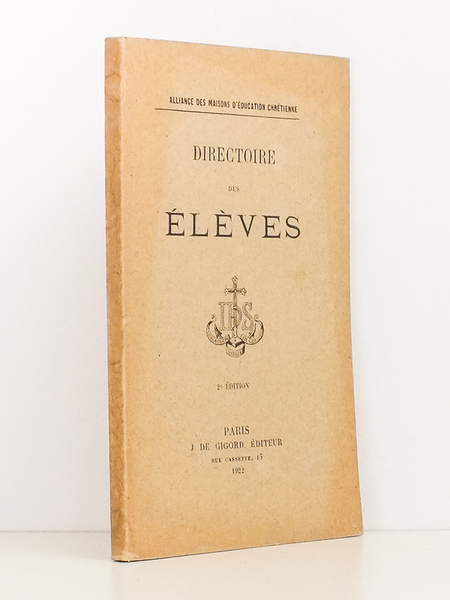 ALLIANCE DES MAISONS D'ÉDUCATION CHRÉTIENNE
DIRECTOIRE
DES
ÉLÈVES
IHS
2e ÉDITION
PARIS
J. DE GIGORD, ÉDITEUR
RUE CASSETTE, 15
1922